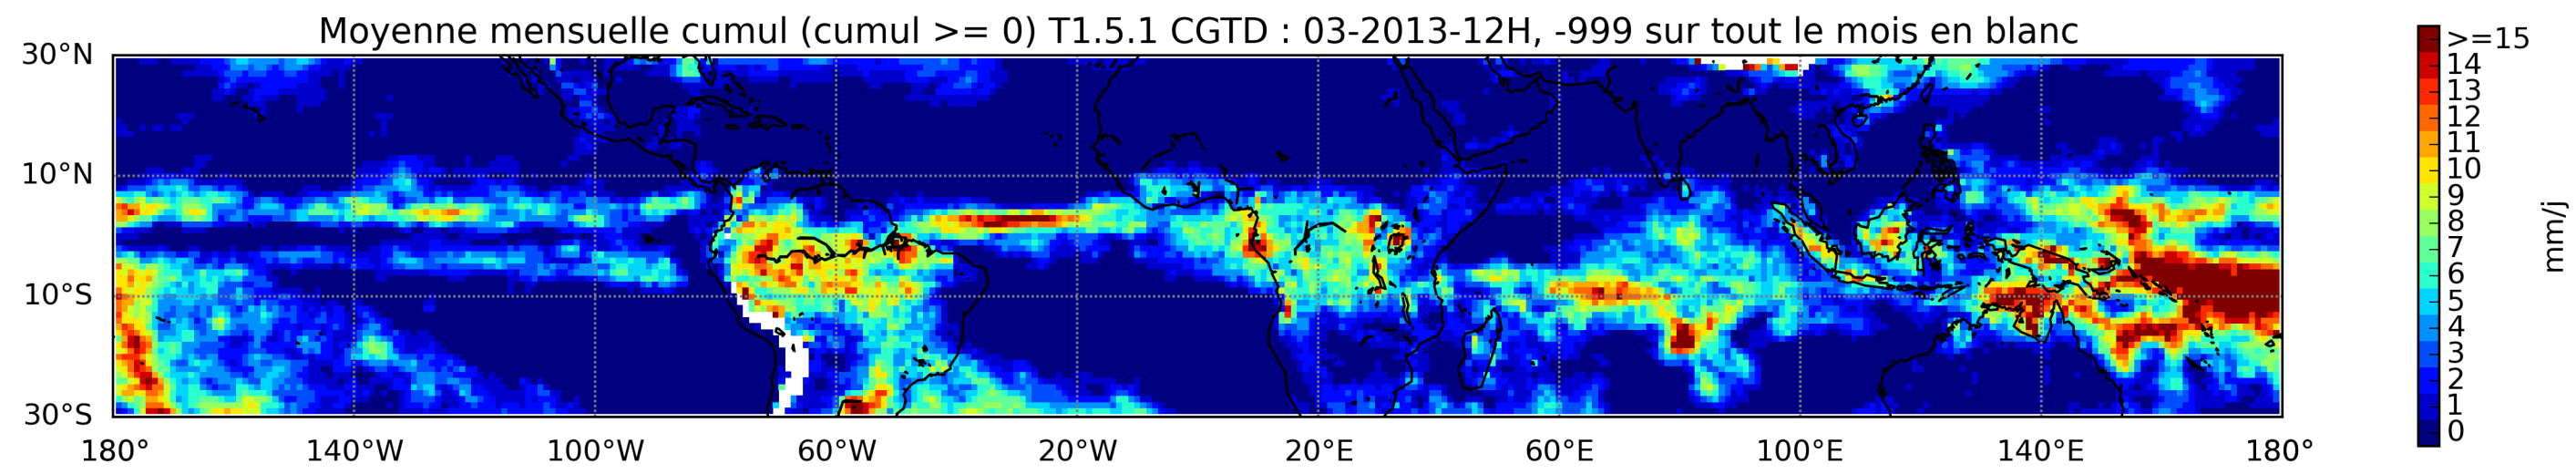 Moyenne mensuelle cumul (cumul >= 0) T1.5.1 CGTD : 03-2013-12H, -999 sur tout le mois en blanc
30°N
10°N
10°S
30°S
180°
140°W
100°W
60°W
20°W
20°E
60°E
100°E
140°E
180°
>=15
14
13
12
11
10
9
8
7
6
5
4
3
2
1
0
mm/j